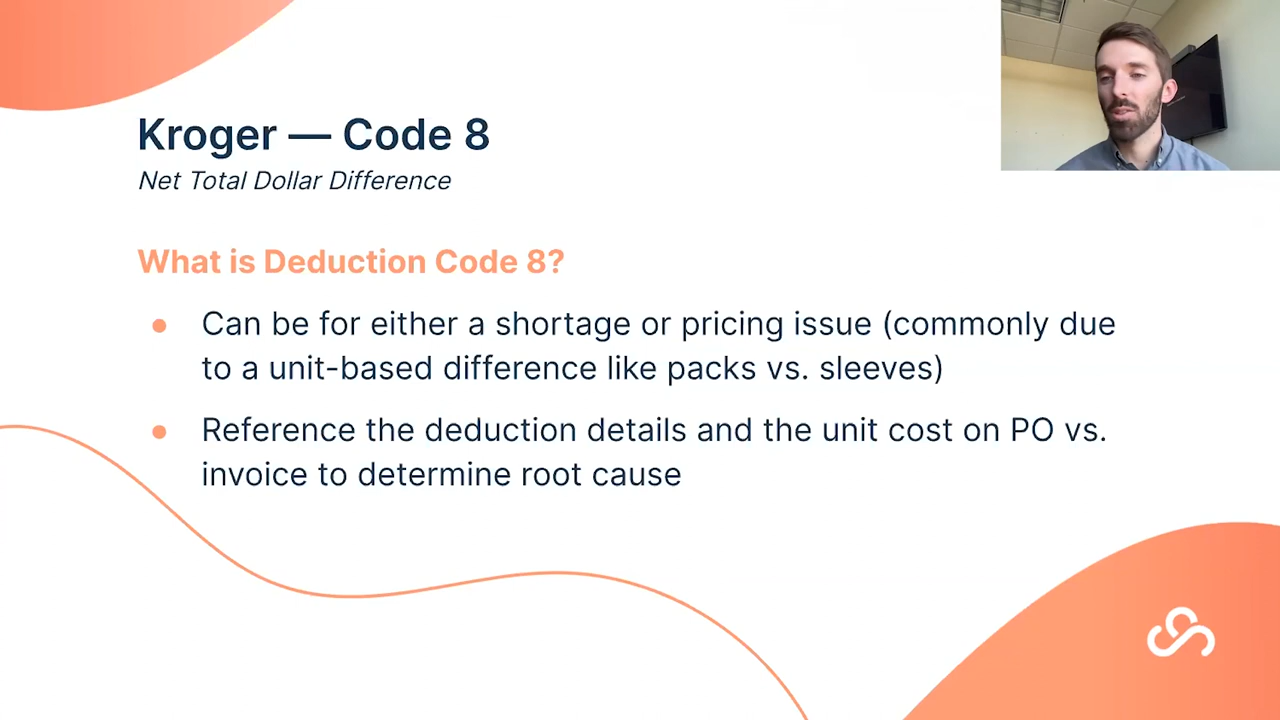 Kroger — Code 8
Net Total Dollar Difference
What is Deduction Code 8?
● Can be for either a shortage or pricing issue (commonly due
to a unit-based difference like packs vs. sleeves)
● Reference the deduction details and the unit cost on PO vs.
invoice to determine root cause